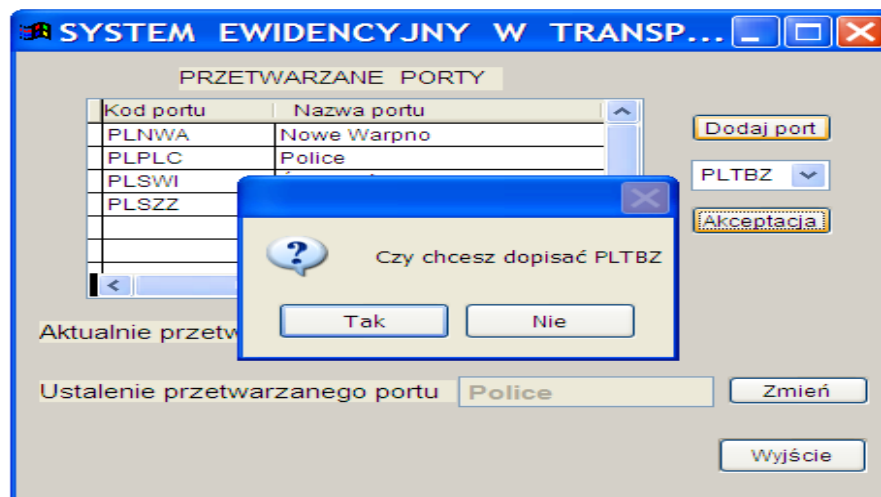 SYSTEM EWIDENCYJNY W TRANSP...
PRZETWARZANE PORTY
Kod portu Nazwa portu
PLNWA Nowe Warpno
PLPLC Police
PLSWI
PLSZZ
Dodaj port
PLTBZ
Akceptacja
Czy chcesz dopisać PLTBZ
Tak Nie
Aktualnie
Ustalenie przetwarzanego portu Police Zmień
Wyjście